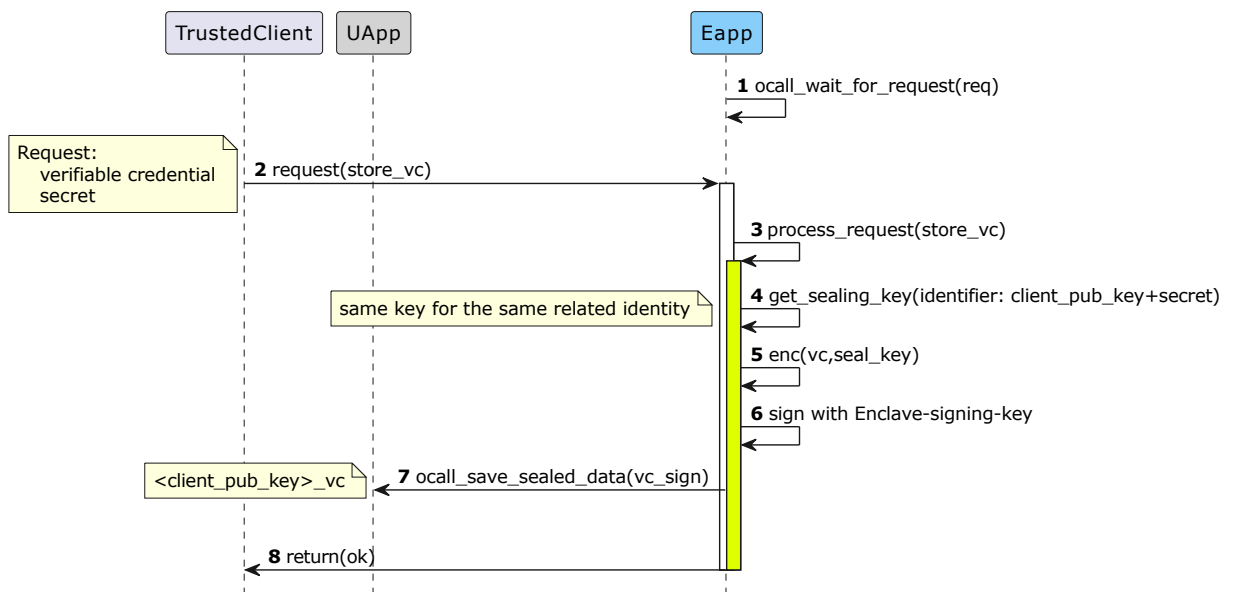 TrustedClient
UApp
Eapp
1 ocall_wait_for_request(req)
Request:
verifiable credential
secret
2 request(store_vc)
3 process_request(store_vc)
same key for the same related identity
4 get_sealing_key(identifier: client_pub_key+secret)
5 enc(vc,seal_key)
6 sign with Enclave-signing-key
<client_pub_key>_vc
7 ocall_save_sealed_data(vc_sign)
8 return(ok)